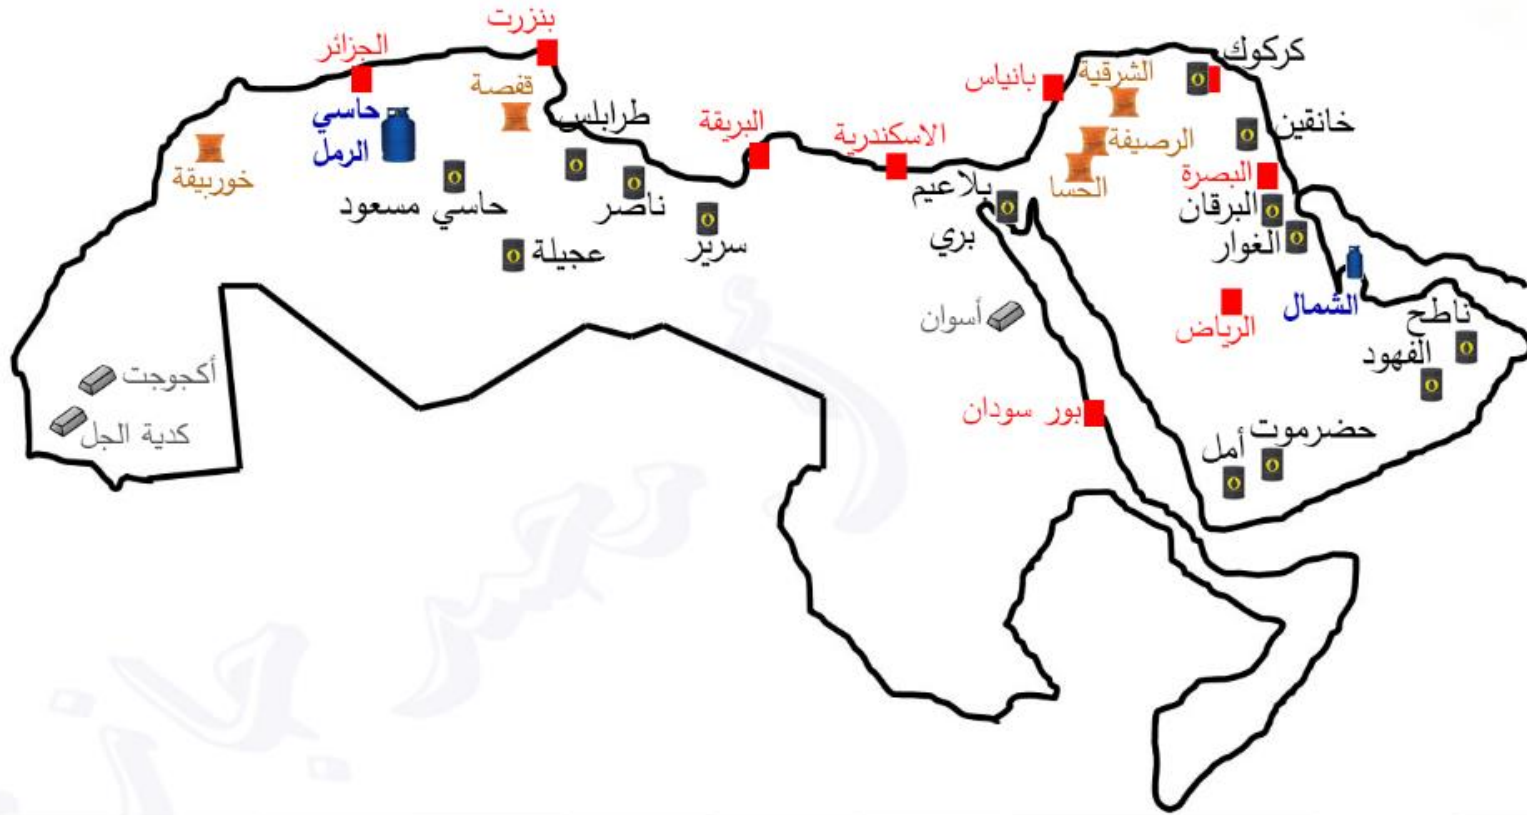 بنزرت
الجزائر
كركوك
الشرقية
بانياس
قفصة
حاسي
الرمل
طرابلس
البريقة
الاسكندرية
الرصيفة
خانقين
خوريبقة
الحسا
البصرة
حاسي مسعود
ناصر
بلاعيم
البرقان
سرير
عجيلة
بري
الغوار
الشمال
أسوان
الرياض
ناطح
الفهود
أكجوجت
كدية الجل
بور سودان
حضرموت
أمل